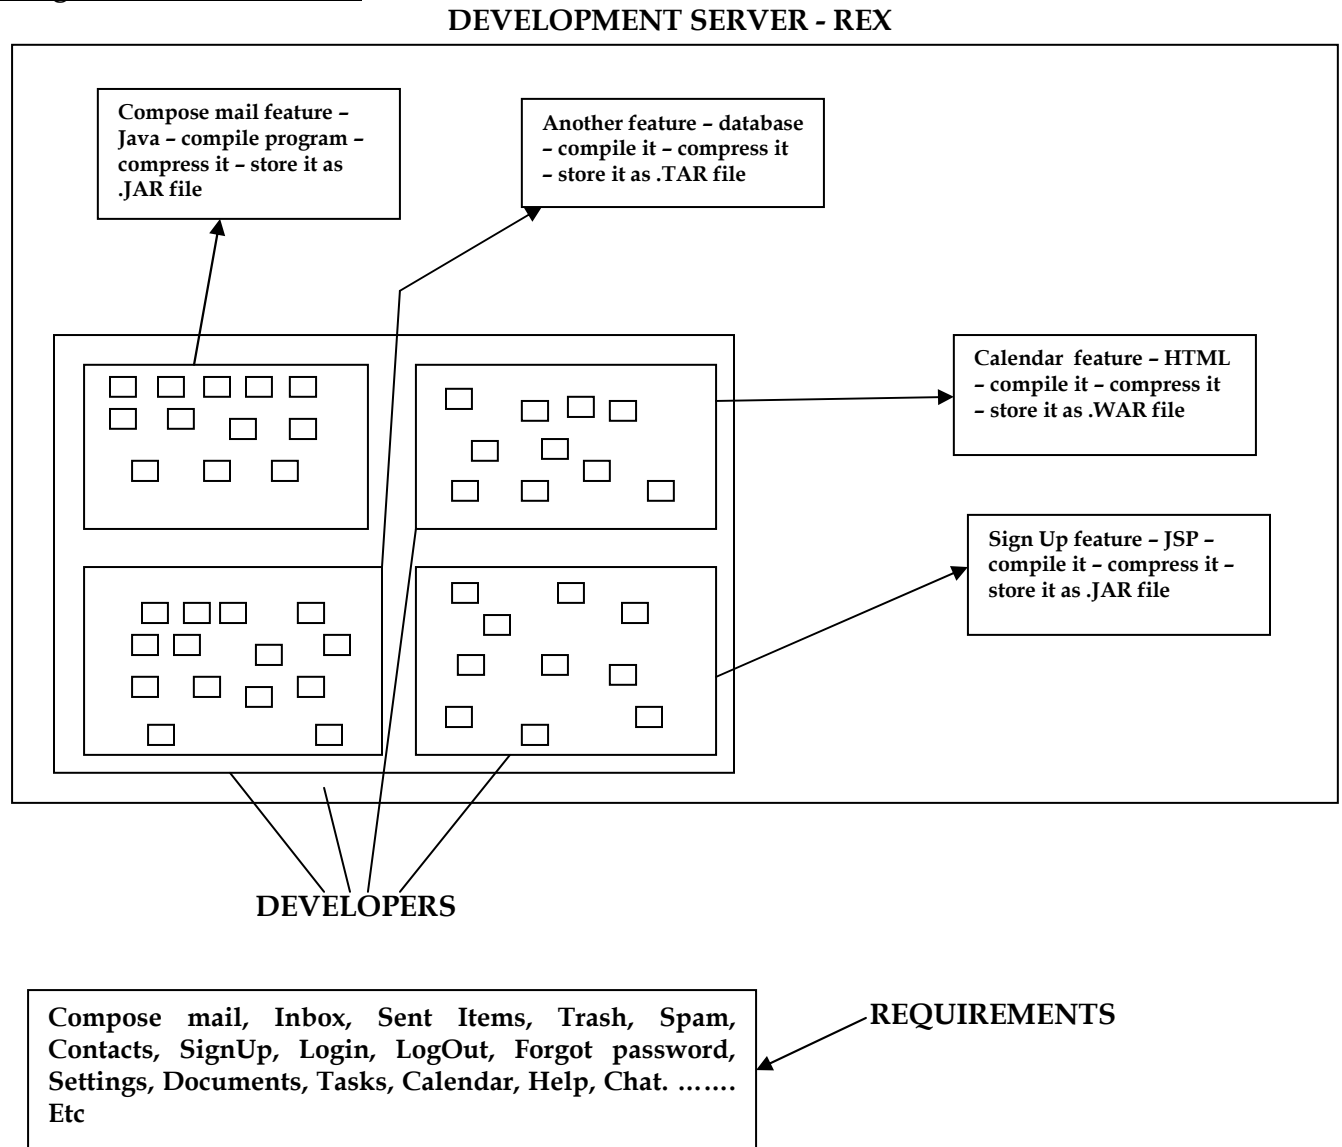 DEVELOPMENT SERVER - REX
Compose mail feature –
Java – compile program –
compress it – store it as
.JAR file
Another feature – database
– compile it – compress it
– store it as .TAR file
Calendar feature – HTML
– compile it – compress it
– store it as .WAR file
Sign Up feature – JSP –
compile it – compress it –
store it as .JAR file
DEVELOPERS
REQUIREMENTS
Compose mail, Inbox, Sent Items, Trash, Spam,
Contacts, SignUp, Login, LogOut, Forgot password,
Settings, Documents, Tasks, Calendar, Help, Chat. …….
Etc